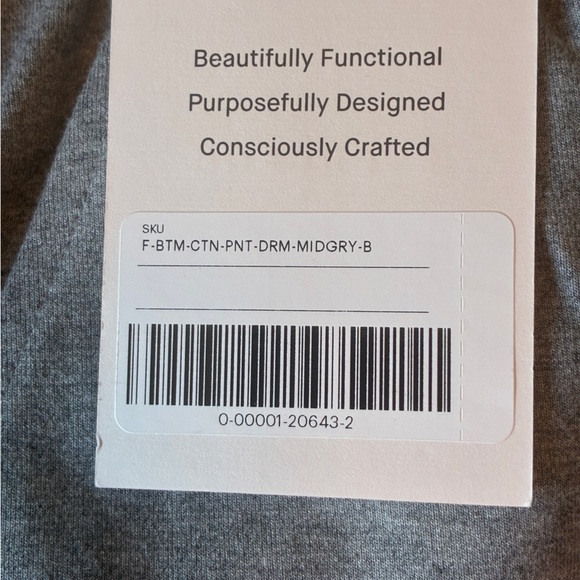 Beautifully Functional
Purposefully Designed
Consciously Crafted
SKU
F-BTM-CTN-PNT-DRM-MIDGRY-B
0-00001-20643-2